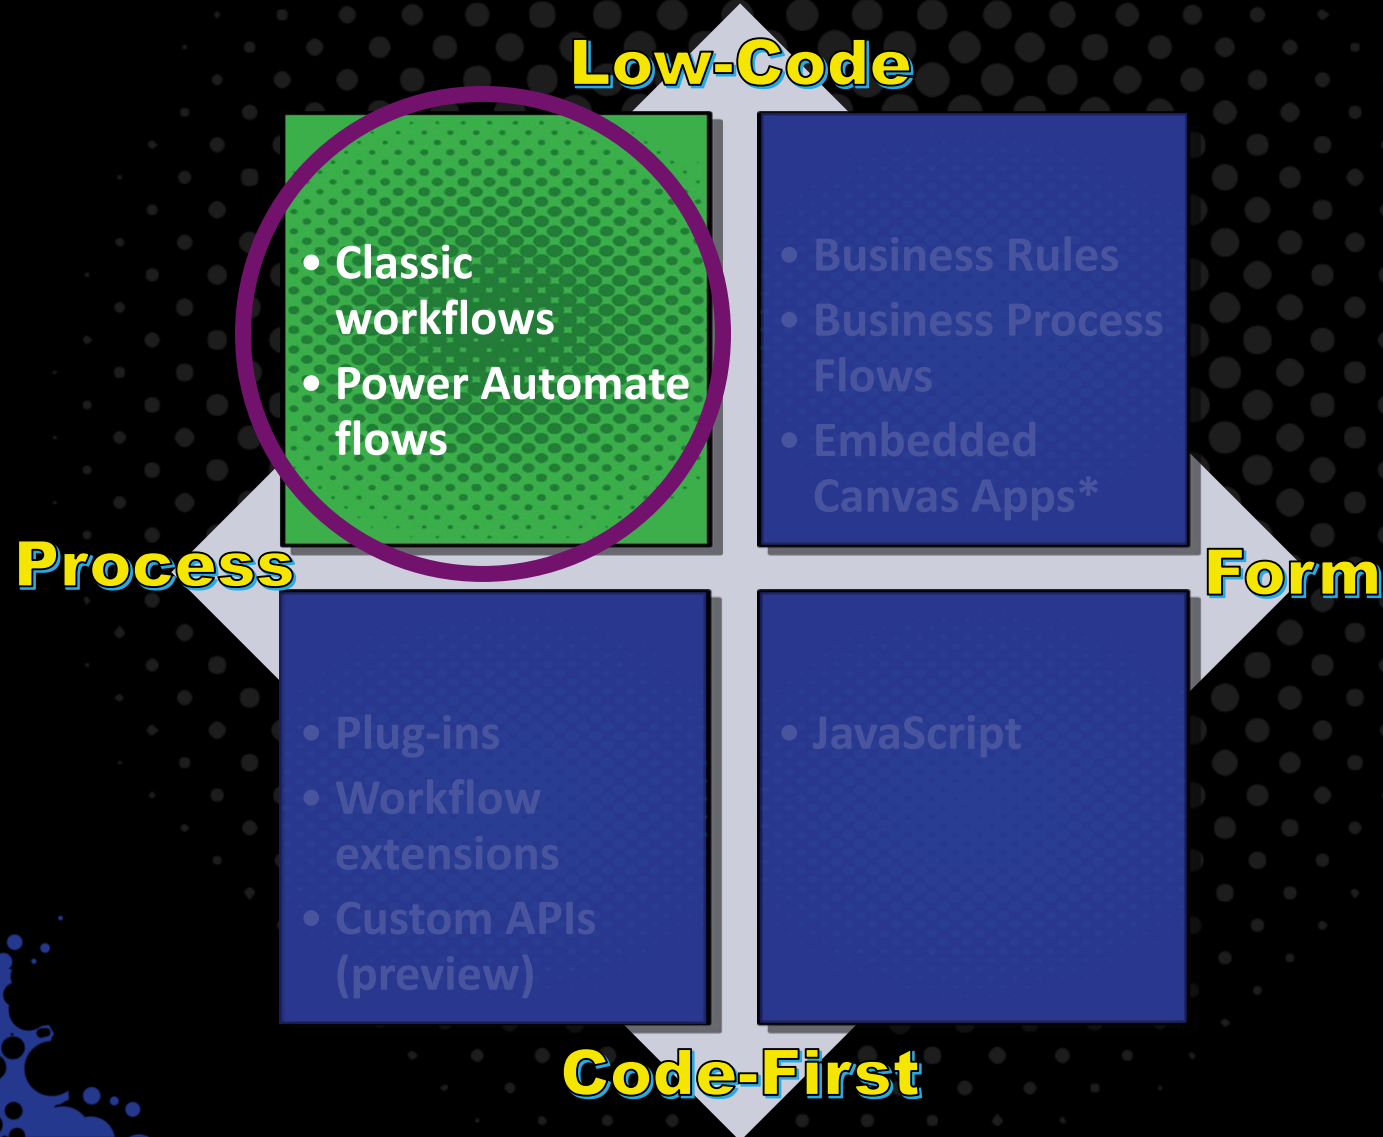 Low-Code
• Classic
workflows
• Power Automate
flows
• Business Rules
• Business Process
Flows
• Embedded
Canvas Apps*
Process
Form
• Plug-ins
• Workflow
extensions
• Custom APIs
(preview)
• JavaScript
Code-First